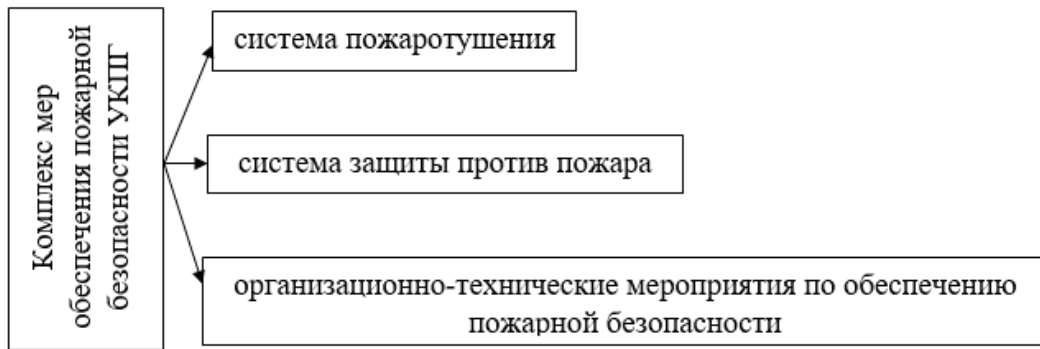 Комплекс мер
обеспечения пожарной
безопасности УКПГ
система пожаротушения
система защиты против пожара
организационно-технические мероприятия по обеспечению
пожарной безопасности